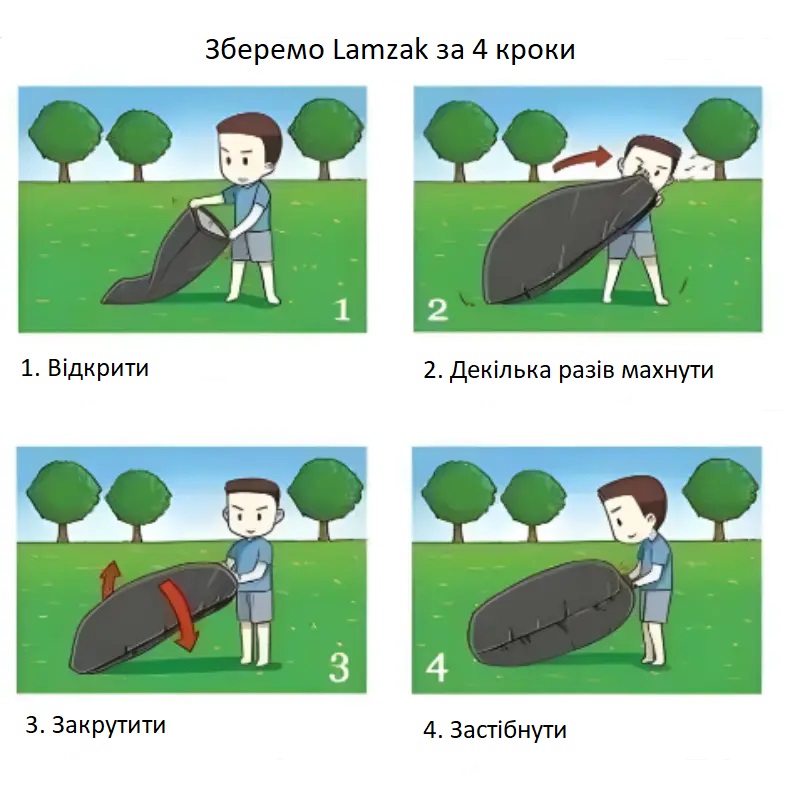 Зберемо Lamzak за 4 кроки
1
2
1. Відкрити
2. Декілька разів махнути
3
4
3. Закрутити
4. Застібнути